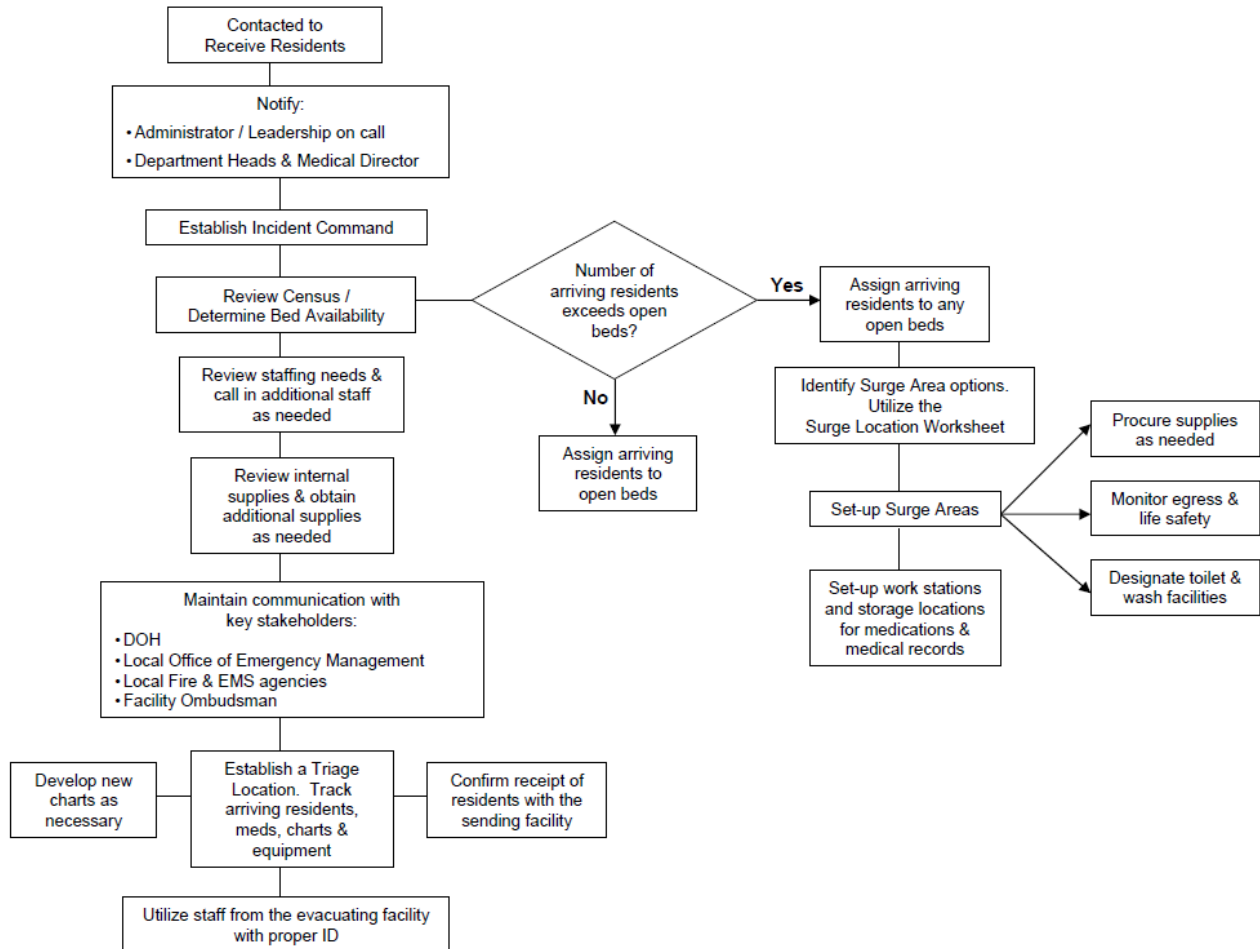 Contacted to
Receive Residents
Notify:
• Administrator / Leadership on call
• Department Heads & Medical Director
Establish Incident Command
Review Census /
Determine Bed Availability
Number of
arriving residents
exceeds open
beds?
Yes
Assign arriving
residents to any
open beds
No
Assign arriving
residents to
open beds
Identify Surge Area options.
Utilize the
Surge Location Worksheet
Set-up Surge Areas
Procure supplies
as needed
Monitor egress &
life safety
Designate toilet &
wash facilities
Set-up work stations
and storage locations
for medications &
medical records
Review staffing needs &
call in additional staff
as needed
Review internal
supplies & obtain
additional supplies
as needed
Maintain communication with
key stakeholders:
• DOH
• Local Office of Emergency Management
• Local Fire & EMS agencies
• Facility Ombudsman
Develop new
charts as
necessary
Establish a Triage
Location.  Track
arriving residents,
meds, charts &
equipment
Confirm receipt of
residents with the
sending facility
Utilize staff from the evacuating facility
with proper ID